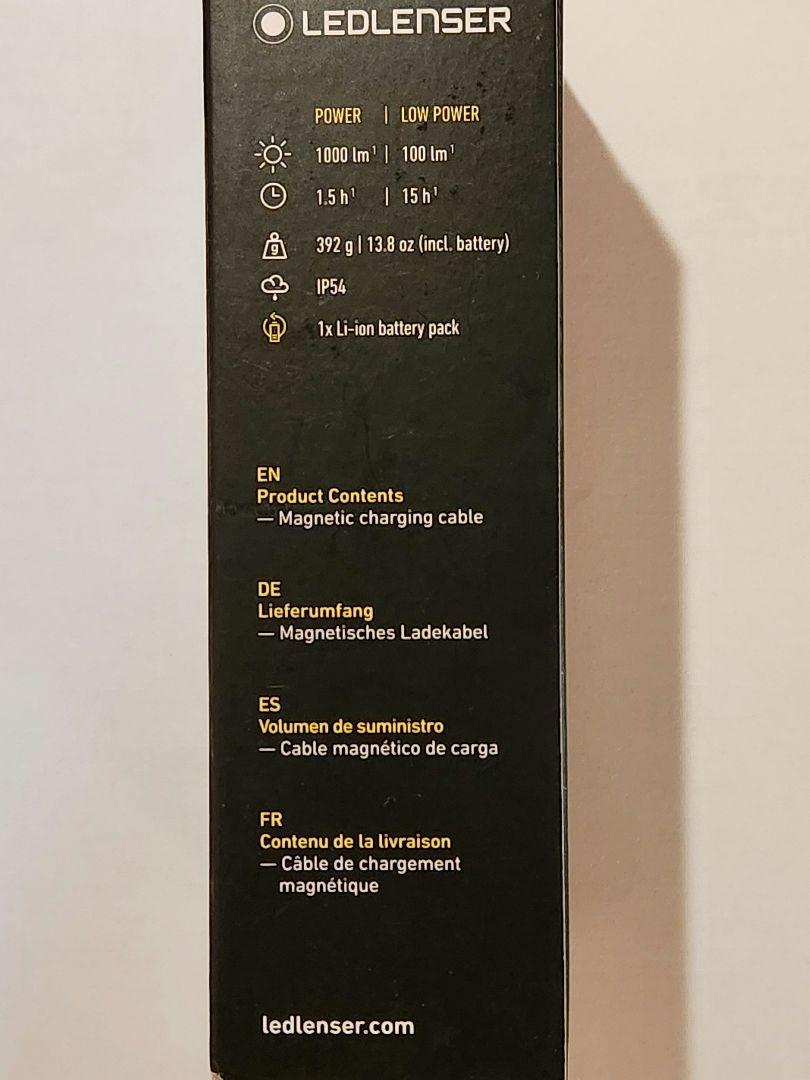 LEDLENSER
POWER | LOW POWER
1000 lm¹ | 100 lm¹
1.5 h¹ | 15 h¹
g 392 g | 13.8 oz (incl. battery)
IP54
1x Li-ion battery pack
EN
Product Contents
— Magnetic charging cable
DE
Lieferumfang
— Magnetisches Ladekabel
ES
Volumen de suministro
— Cable magnético de carga
FR
Contenu de la livraison
— Câble de chargement
magnétique
ledlenser.com